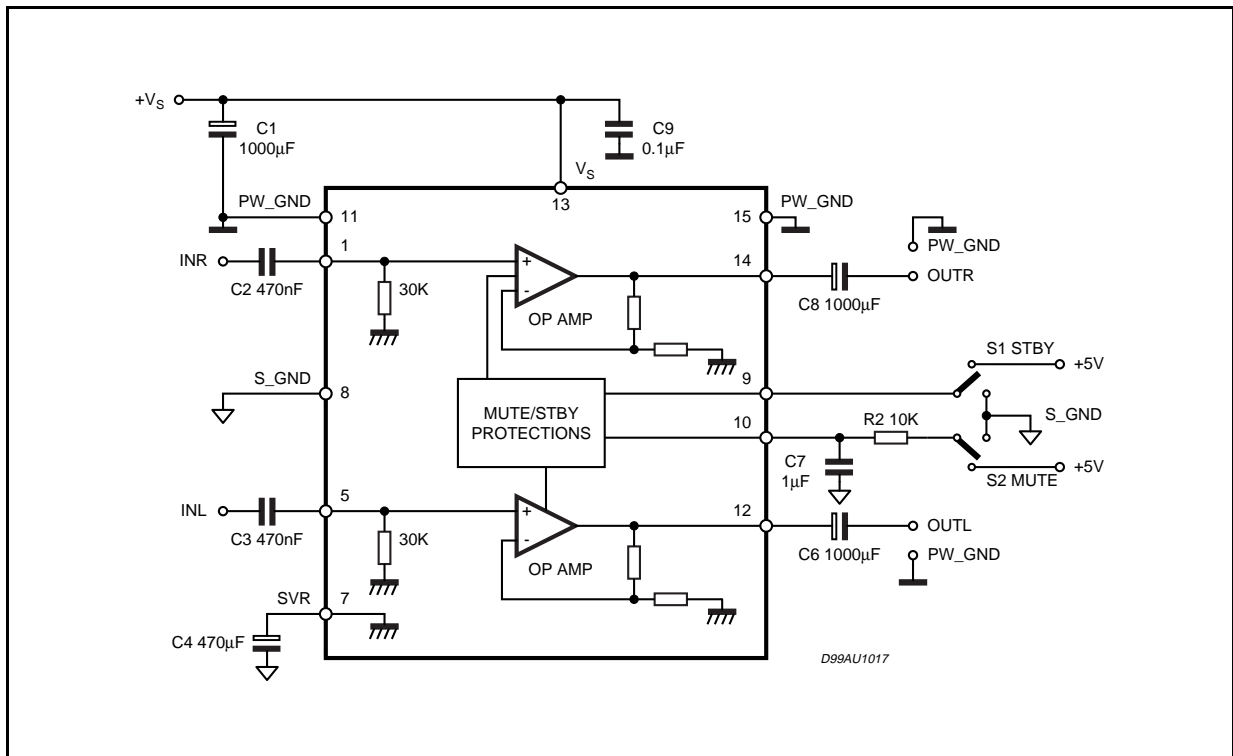 +VS
C1
1000µF
C9
0.1µF
VS
13
PW_GND
11
15
PW_GND
PW_GND
1
INR
C2 470nF
30K
+
-
OP AMP
14
C8 1000µF
OUTR
S_GND
8
MUTE/STBY
PROTECTIONS
9
S1 STBY
+5V
10
R2 10K
S_GND
C7
1µF
S2 MUTE
+5V
5
INL
C3 470nF
30K
+
-
OP AMP
12
C6 1000µF
OUTL
PW_GND
SVR
7
C4 470µF
D99AU1017